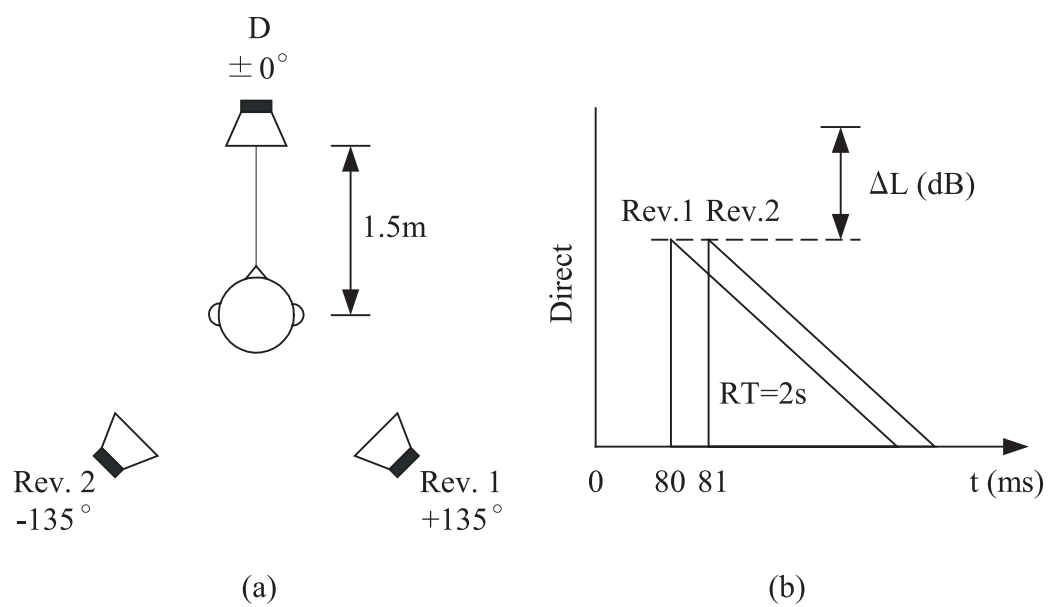 D
±0°
1.5m
Rev. 2
-135°
Rev. 1
+135°
(a)
ΔL (dB)
Rev.1 Rev.2
Direct
RT=2s
0 80 81 t (ms)
(b)